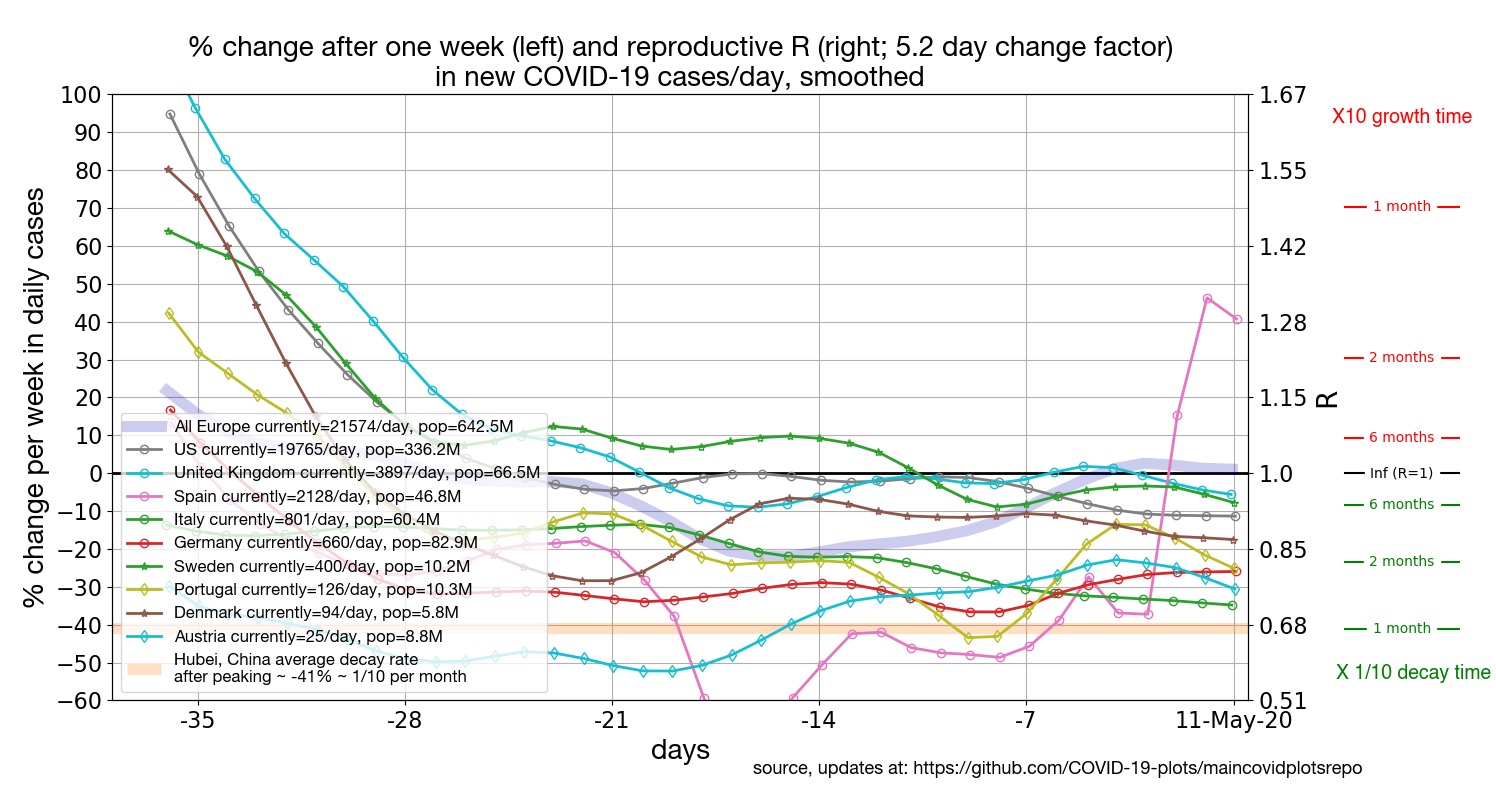 % change after one week (left) and reproductive R (right; 5.2 day change factor)
in new COVID-19 cases/day, smoothed
% change per week in daily cases
100
90
80
70
60
50
40
30
20
10
0
−10
−20
−30
−40
−50
−60
All Europe currently=21574/day, pop=642.5M
US currently=19765/day, pop=336.2M
United Kingdom currently=3897/day, pop=66.5M
Spain currently=2128/day, pop=46.8M
Italy currently=801/day, pop=60.4M
Germany currently=660/day, pop=82.9M
Sweden currently=400/day, pop=10.2M
Portugal currently=126/day, pop=10.3M
Denmark currently=94/day, pop=5.8M
Austria currently=25/day, pop=8.8M
Hubei, China average decay rate
after peaking ~ -41% ~ 1/10 per month
-35
-28
-21
-14
-7
11-May-20
days
1.67
1.55
1.42
1.28
1.15
1.0
0.85
0.68
0.51
R
X10 growth time
1 month
2 months
6 months
Inf (R=1)
6 months
2 months
1 month
X 1/10 decay time
source, updates at: https://github.com/COVID-19-plots/maincovidplotsrepo